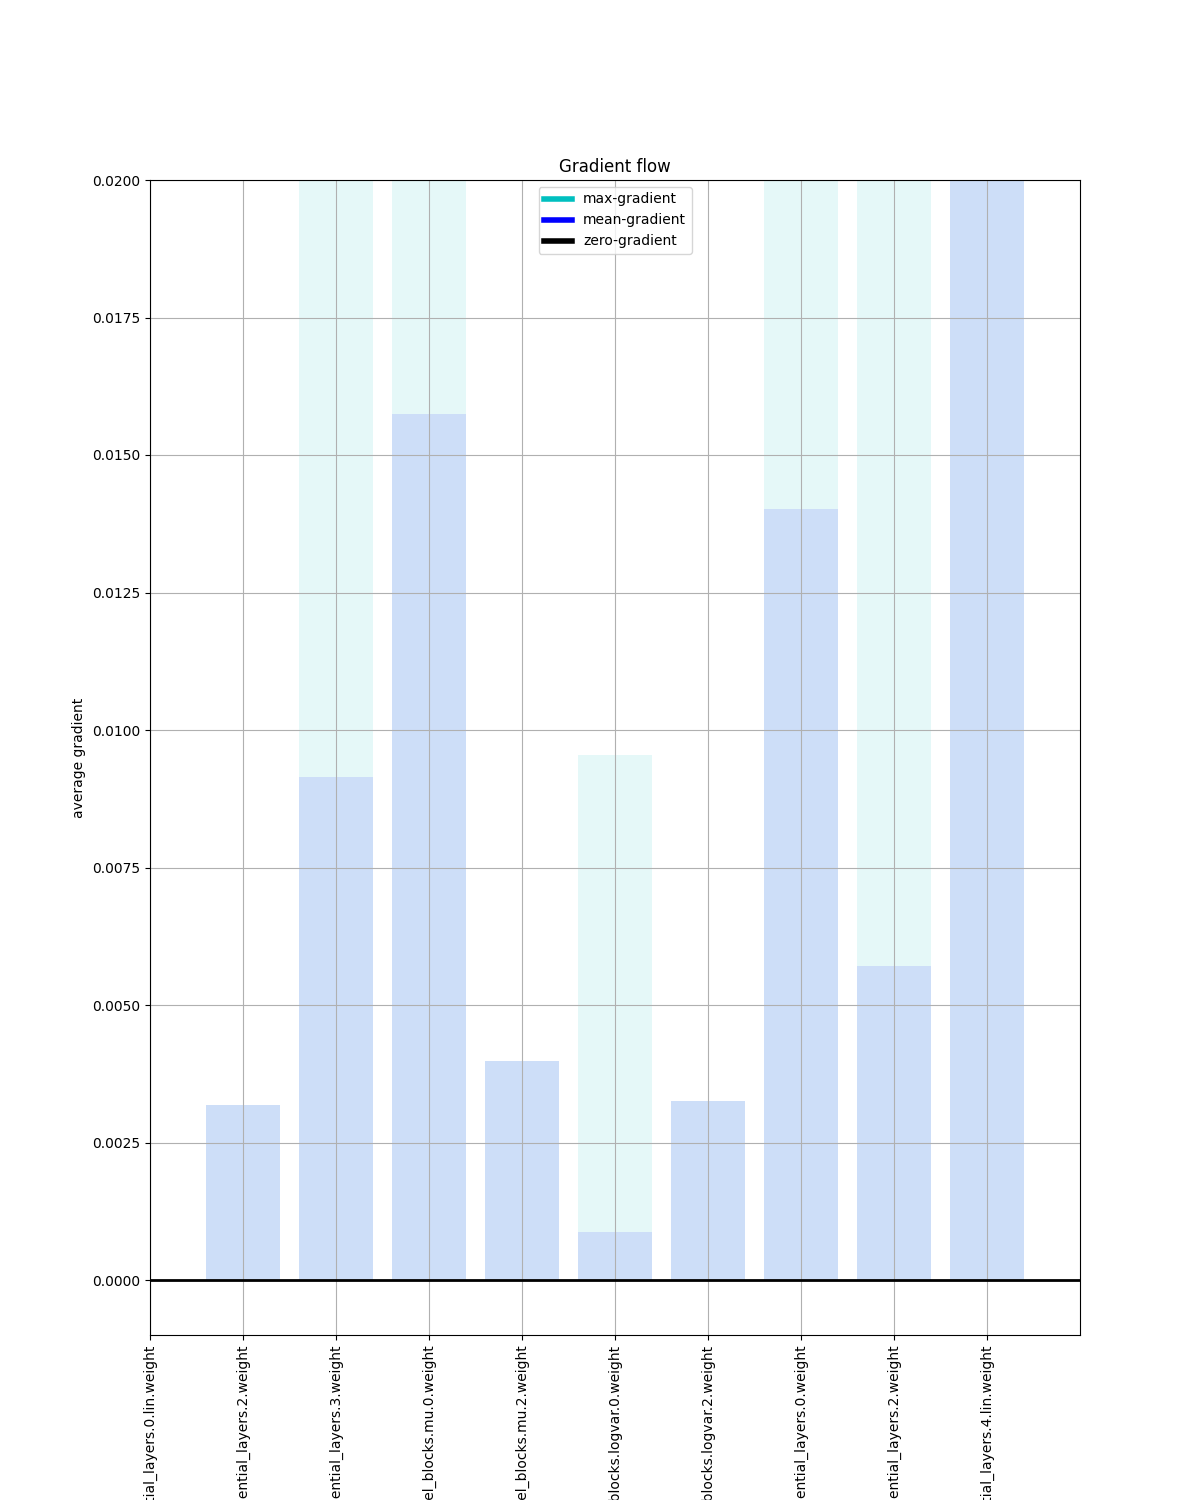 Gradient flow
max-gradient
mean-gradient
zero-gradient
average gradient
0.0200
0.0175
0.0150
0.0125
0.0100
0.0075
0.0050
0.0025
0.0000
tial_layers.0.lin.weight
ential_layers.2.weight
ential_layers.3.weight
el_blocks.mu.0.weight
el_blocks.mu.2.weight
blocks.logvar.0.weight
blocks.logvar.2.weight
ential_layers.0.weight
ential_layers.2.weight
tial_layers.4.lin.weight